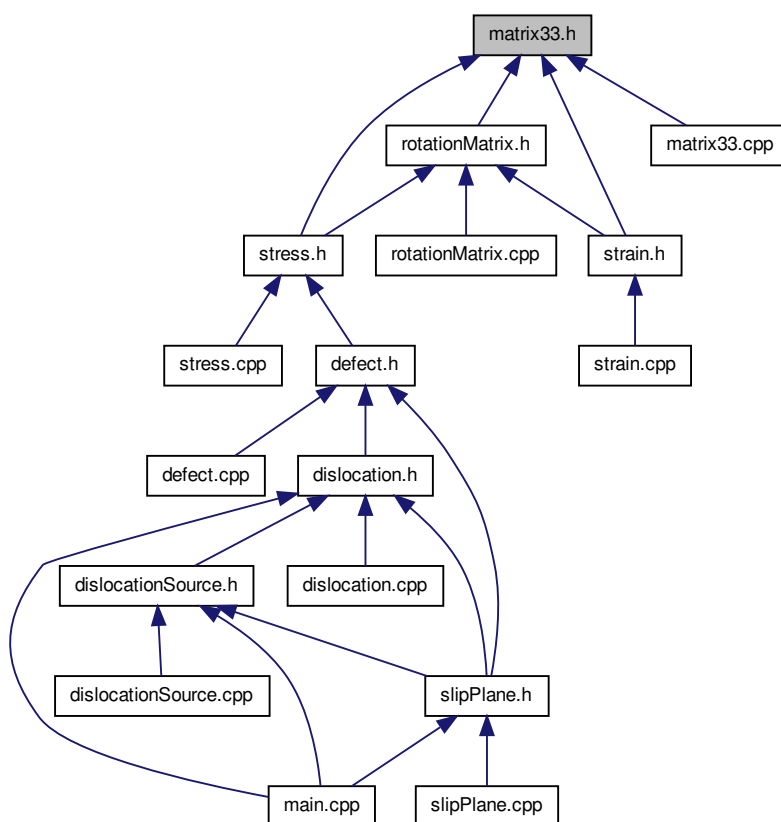 matrix33.h
rotationMatrix.h
matrix33.cpp
stress.h
rotationMatrix.cpp
strain.h
stress.cpp
defect.h
strain.cpp
defect.cpp
dislocation.h
dislocationSource.h
dislocation.cpp
dislocationSource.cpp
slipPlane.h
main.cpp
slipPlane.cpp